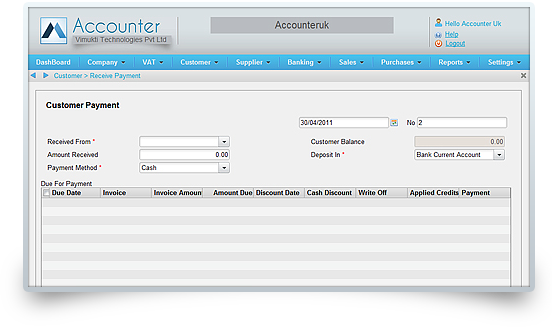 Accounter
Vimukti Technologies Pvt Ltd
Accounteruk
Hello Accounter Uk
Help
Logout
DashBoard Company VAT Customer Supplier Banking Sales Purchases Reports Settings
Customer > Receive Payment
Customer Payment
30/04/2011 No 2
Received From * Customer Balance 0.00
Amount Received 0.00 Deposit In * Bank Current Account
Payment Method * Cash
Due For Payment
Due Date Invoice Invoice Amoun Amount Due Discount Date Cash Discount Write Off Applied Credits Payment